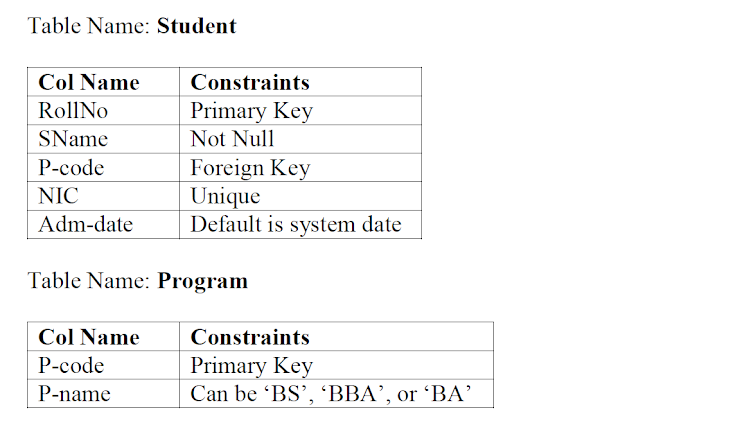 Table Name: Student
Col Name Constraints
RollNo Primary Key
SName Not Null
P-code Foreign Key
NIC Unique
Adm-date Default is system date
Table Name: Program
Col Name Constraints
P-code Primary Key
P-name Can be ‘BS’, ‘BBA’, or ‘BA’